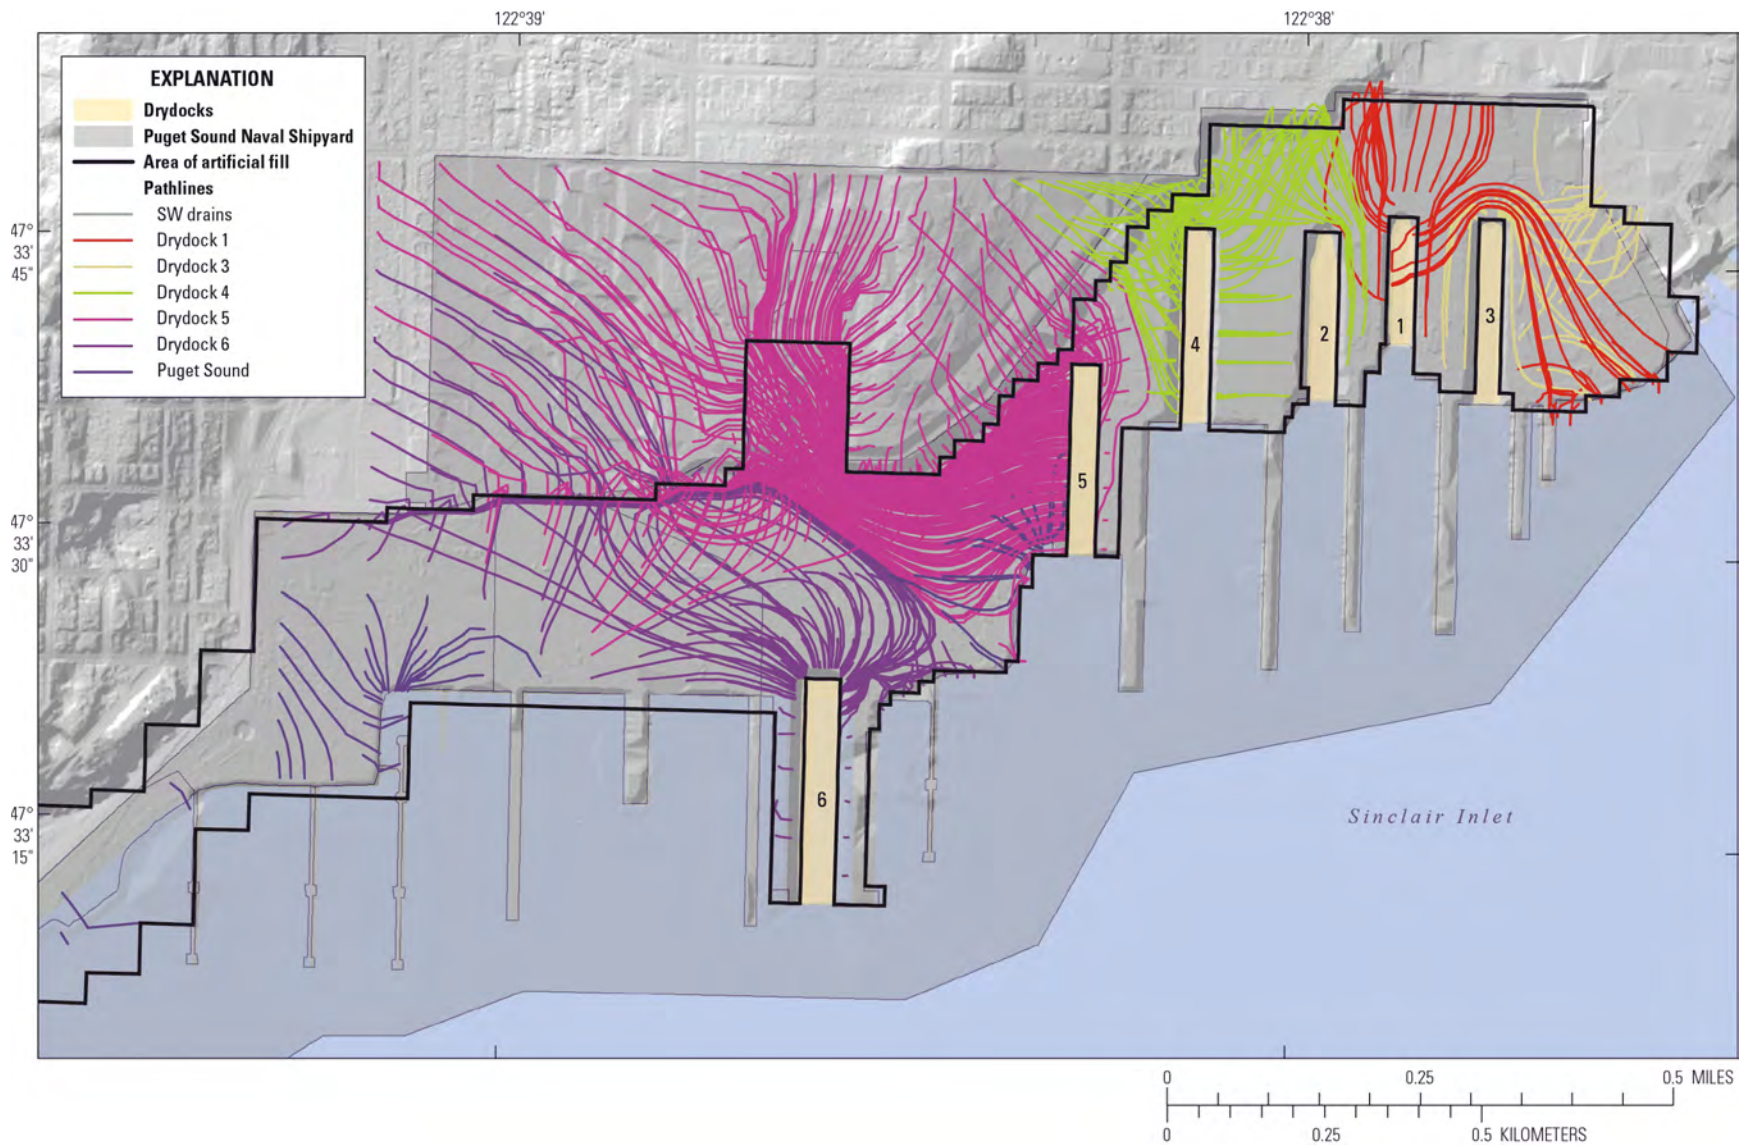 122°39' 122°38'
EXPLANATION
Drydocks
Puget Sound Naval Shipyard
Area of artificial fill
Pathlines
SW drains
Drydock 1
Drydock 3
Drydock 4
Drydock 5
Drydock 6
Puget Sound
47°
33'
45"
47°
33'
30"
47°
33'
15"
4
2
1
3
5
6
Sinclair Inlet
0 0.25 0.5 MILES
0 0.25 0.5 KILOMETERS